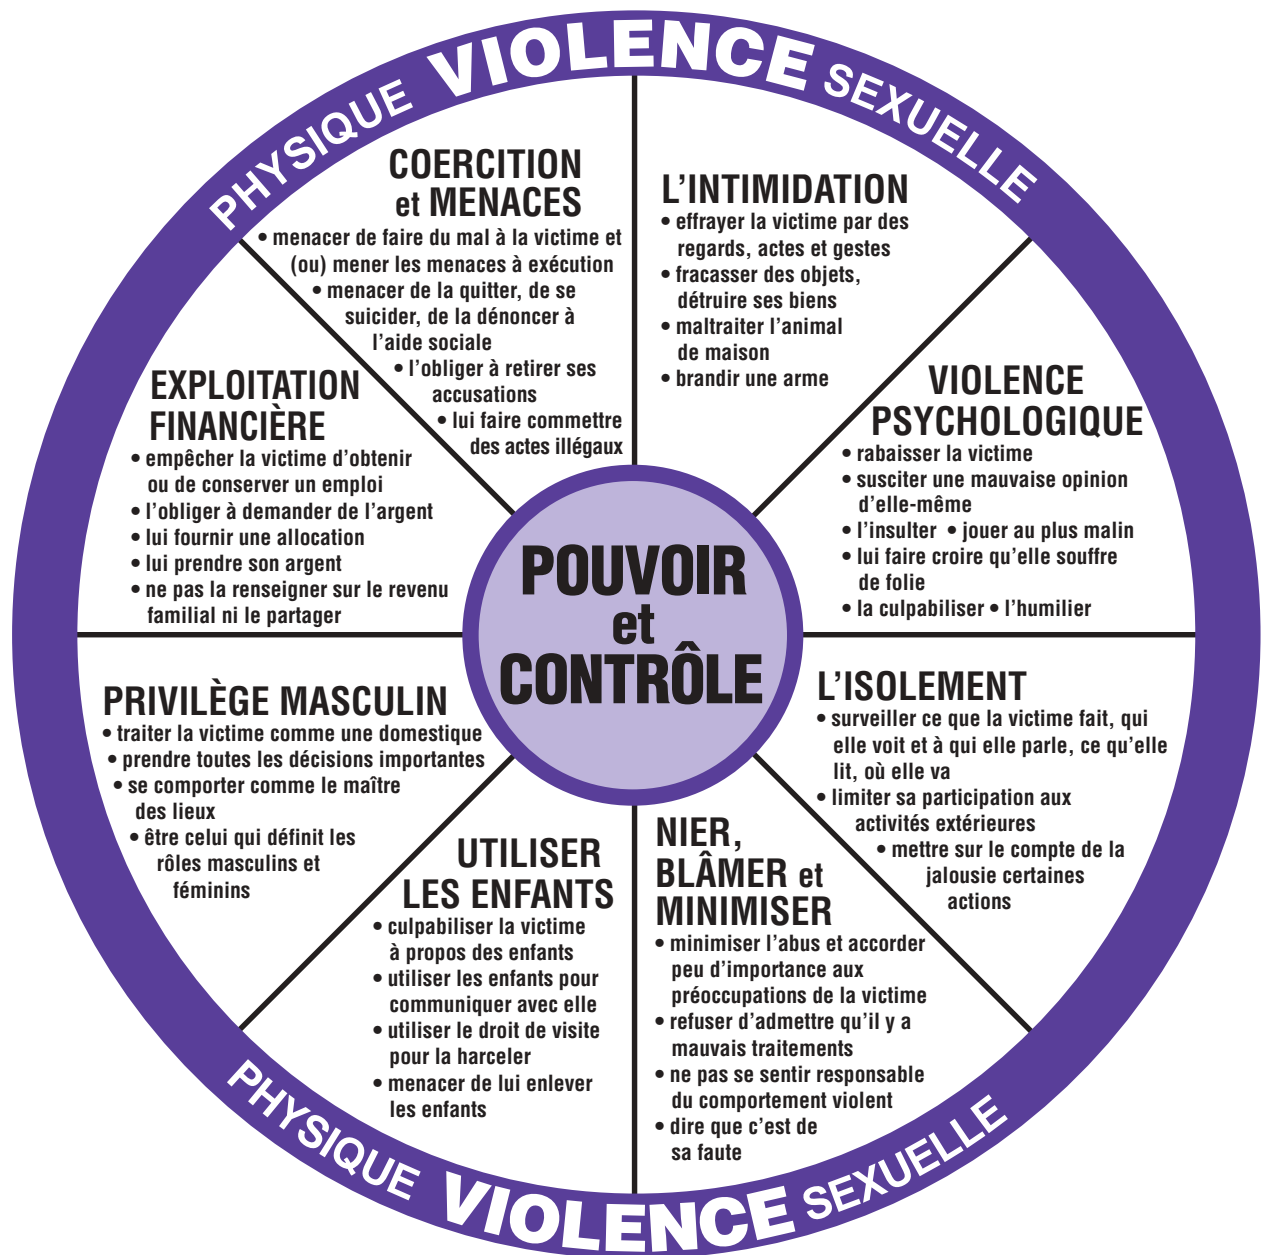 PHYSIQUE VIOLENCE SEXUELLE
COERCITION
et MENACES
• menacer de faire du mal à la victime et
(ou) mener les menaces à exécution
• menacer de la quitter, de se
suicider, de la dénoncer à
l'aide sociale
• l'obliger à retirer ses
accusations
• lui faire commettre
des actes illégaux
L'INTIMIDATION
• effrayer la victime par des
regards, actes et gestes
• fracasser des objets,
détruire ses biens
• maltraiter l'animal
de maison
• brandir une arme
VIOLENCE
PSYCHOLOGIQUE
• rabaisser la victime
• susciter une mauvaise opinion
d'elle-même
• l'insulter • jouer au plus malin
• lui faire croire qu'elle souffre
de folie
• la culpabiliser • l'humilier
L'ISOLEMENT
• surveiller ce que la victime fait, qui
elle voit et à qui elle parle, ce qu'elle
lit, où elle va
• limiter sa participation aux
activités extérieures
• mettre sur le compte de la
jalousie certaines
actions
NIER,
BLÂMER et
MINIMISER
• minimiser l'abus et accorder
peu d'importance aux
préoccupations de la victime
• refuser d'admettre qu'il y a
mauvais traitements
• ne pas se sentir responsable
du comportement violent
• dire que c'est de
sa faute
UTILISER
LES ENFANTS
• culpabiliser la victime
à propos des enfants
• utiliser les enfants pour
communiquer avec elle
• utiliser le droit de visite
pour la harceler
• menacer de lui enlever
les enfants
PRIVILÈGE MASCULIN
• traiter la victime comme une domestique
• prendre toutes les décisions importantes
• se comporter comme le maître
des lieux
• être celui qui définit les
rôles masculins et
féminins
EXPLOITATION
FINANCIÈRE
• empêcher la victime d'obtenir
ou de conserver un emploi
• l'obliger à demander de l'argent
• lui fournir une allocation
• lui prendre son argent
• ne pas la renseigner sur le revenu
familial ni le partager
POUVOIR
et
CONTRÔLE
PHYSIQUE VIOLENCE SEXUELLE